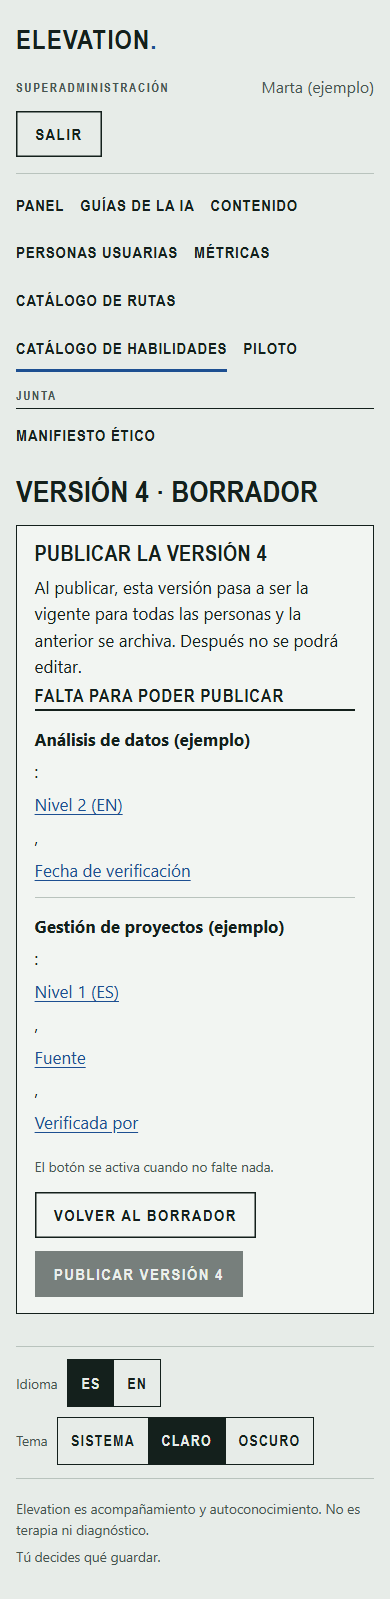 ELEVATION.
SUPERADMINISTRACIÓN
Marta (ejemplo)
SALIR
PANEL GUÍAS DE LA IA CONTENIDO
PERSONAS USUARIAS MÉTRICAS
CATÁLOGO DE RUTAS
CATÁLOGO DE HABILIDADES PILOTO
JUNTA
MANIFIESTO ÉTICO
VERSIÓN 4 · BORRADOR
PUBLICAR LA VERSIÓN 4
Al publicar, esta versión pasa a ser la
vigente para todas las personas y la
anterior se archiva. Después no se podrá
editar.
FALTA PARA PODER PUBLICAR
Análisis de datos (ejemplo)
:
Nivel 2 (EN)
,
Fecha de verificación
Gestión de proyectos (ejemplo)
:
Nivel 1 (ES)
,
Fuente
,
Verificada por
El botón se activa cuando no falte nada.
VOLVER AL BORRADOR
PUBLICAR VERSIÓN 4
Idioma ES EN
Tema SISTEMA CLARO OSCURO
Elevation es acompañamiento y autoconocimiento. No es
terapia ni diagnóstico.
Tú decides qué guardar.